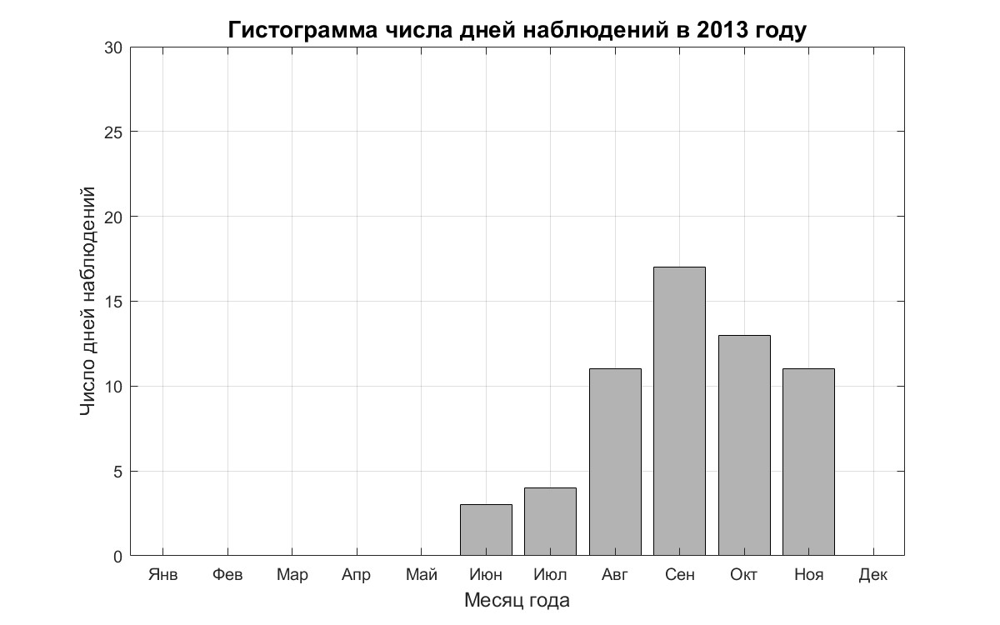 Гистограмма числа дней наблюдений в 2013 году
30
25
20
15
10
5
0
Число дней наблюдений
Янв Фев Мар Апр Май Июн Июл Авг Сен Окт Ноя Дек
Месяц года